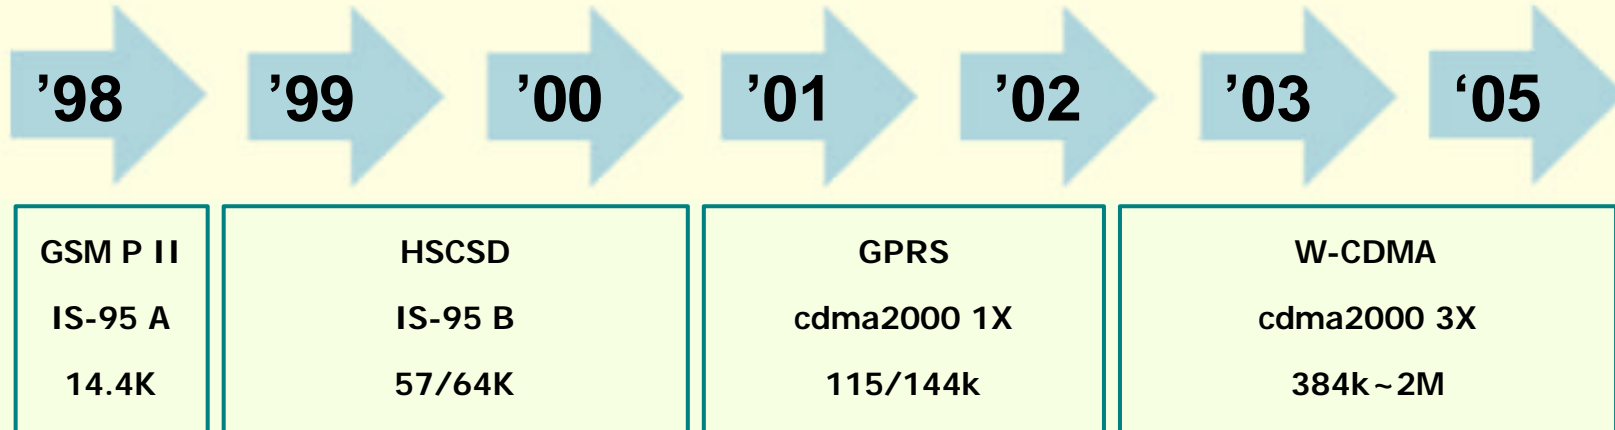 ’98 ’99 ’00 ’01 ’02 ’03 ‘05
GSM P II
IS-95 A
14.4K
HSCSD
IS-95 B
57/64K
GPRS
cdma2000 1X
115/144k
W-CDMA
cdma2000 3X
384k~2M